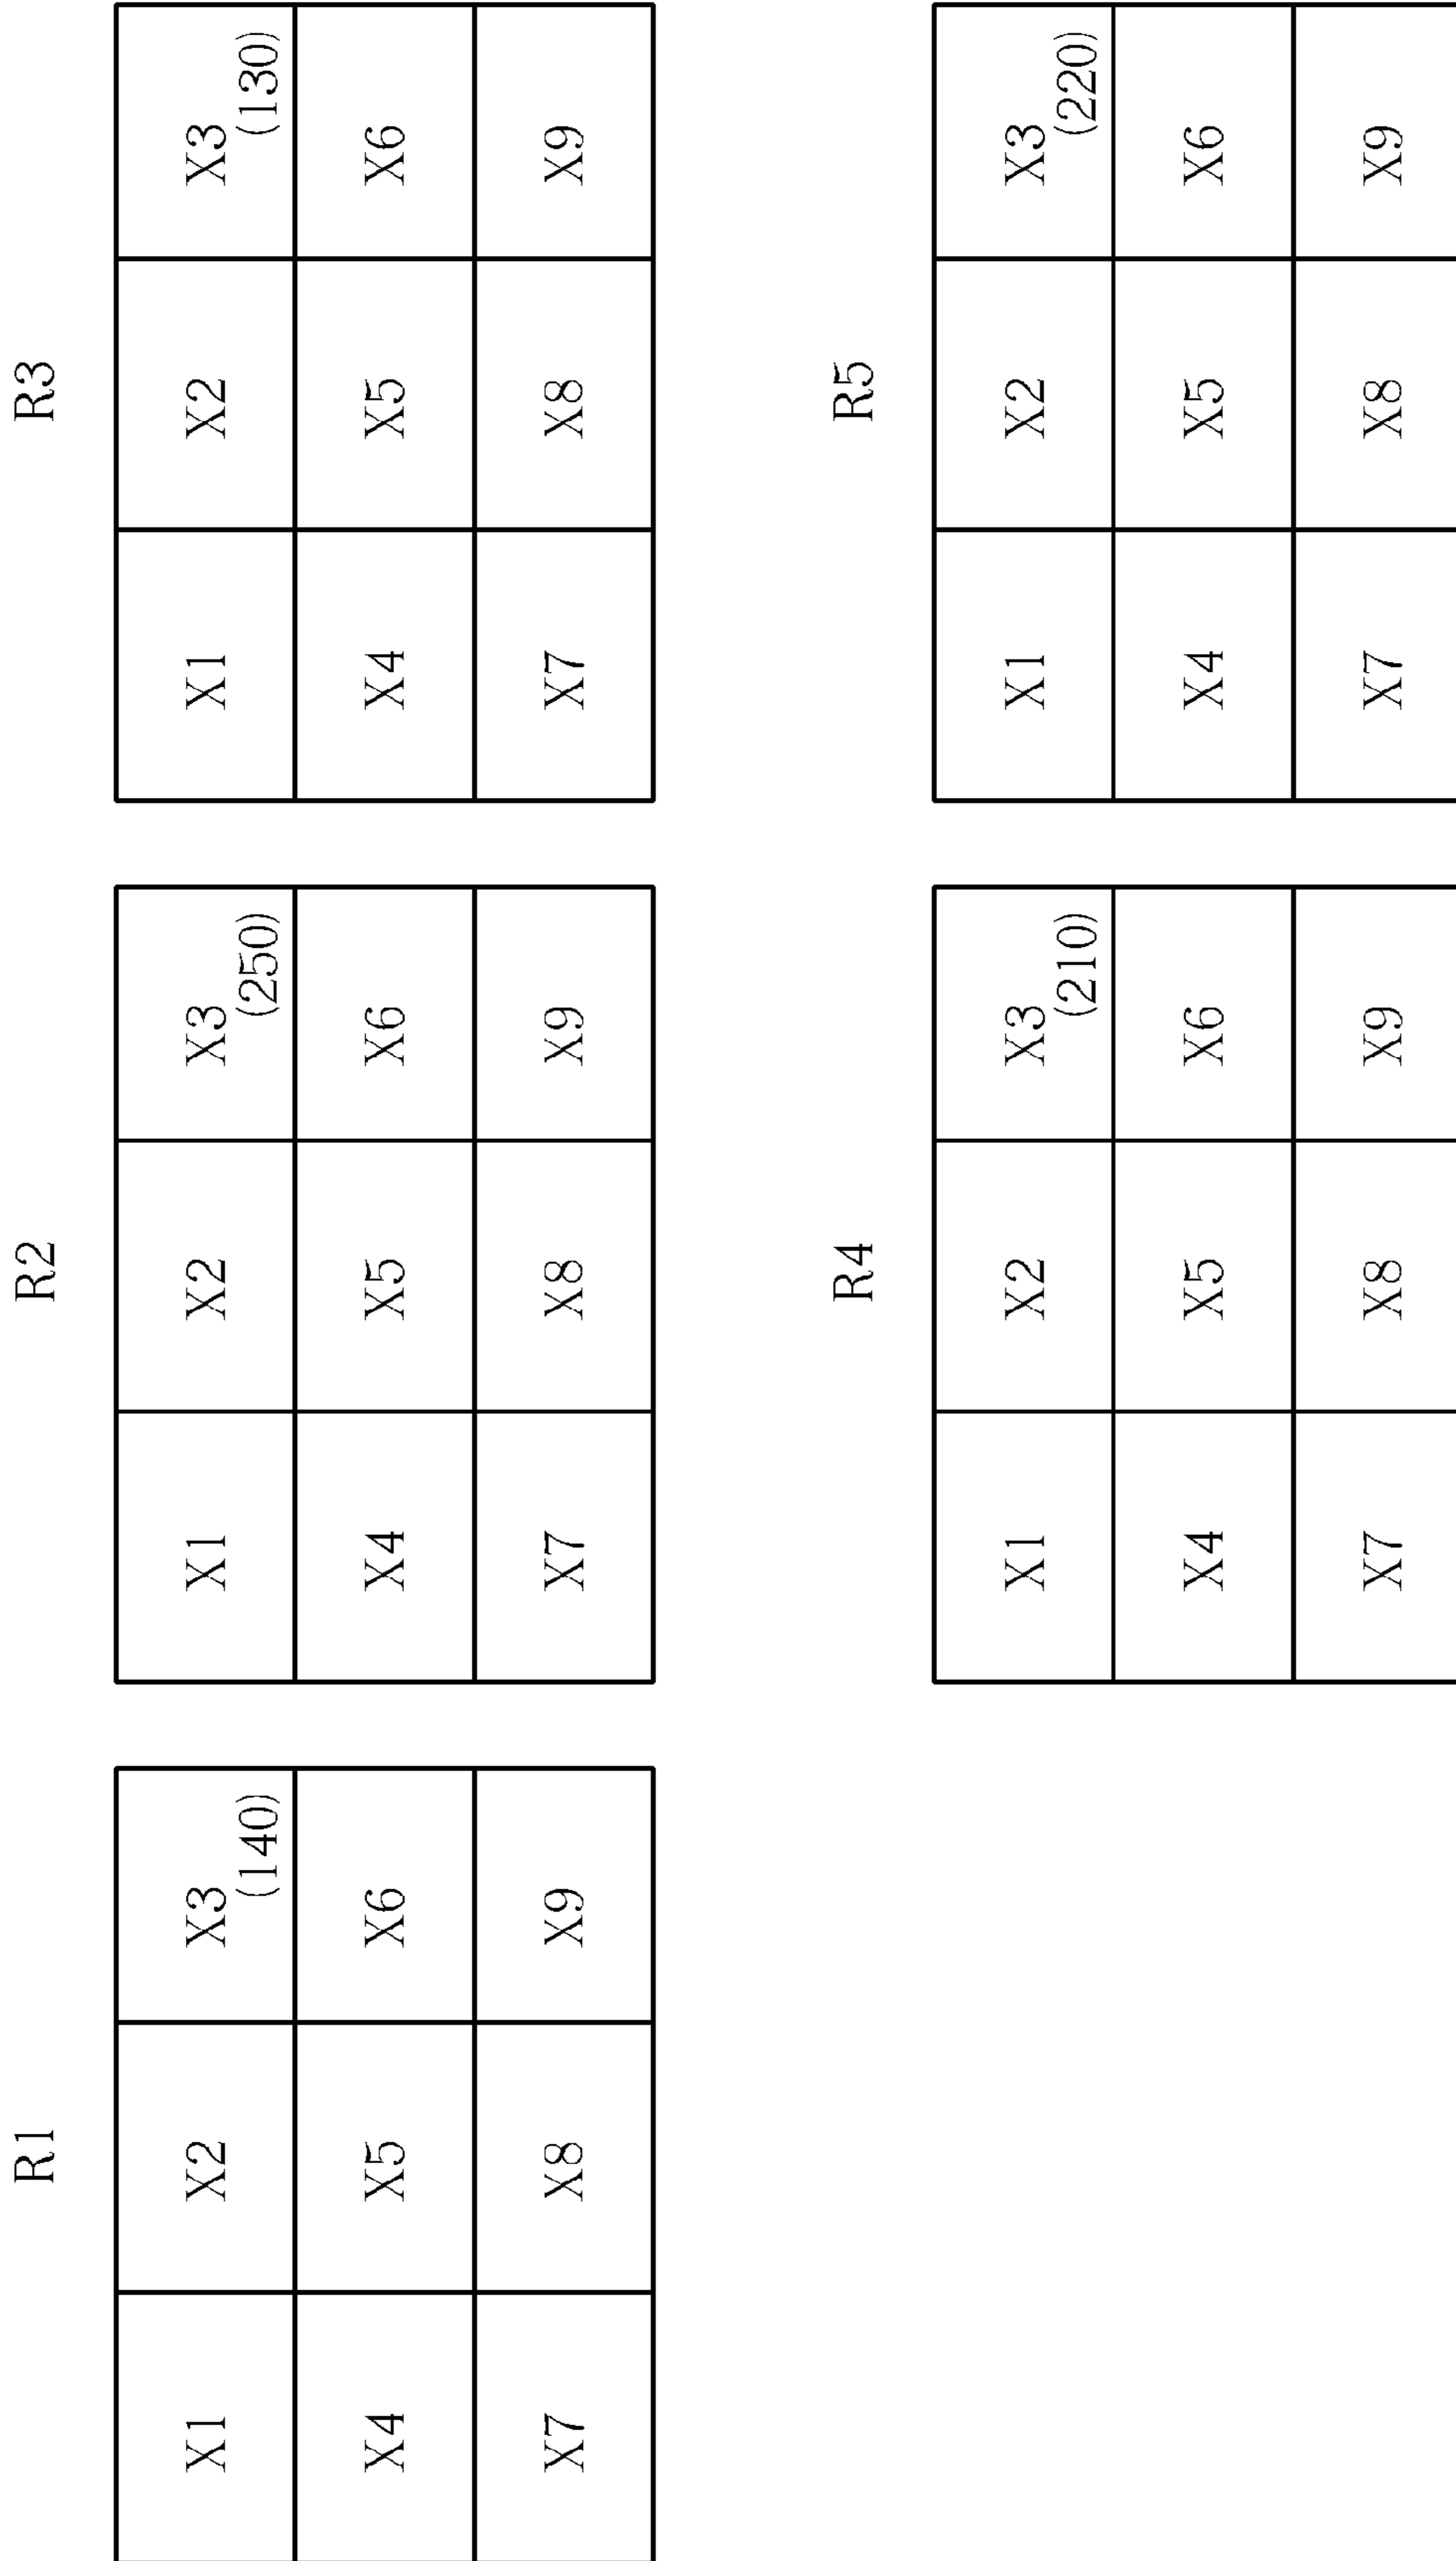 R1
X1 X2 X3
(140)
X4 X5 X6
X7 X8 X9
R2
X1 X2 X3
(250)
X4 X5 X6
X7 X8 X9
R3
X1 X2 X3
(130)
X4 X5 X6
X7 X8 X9
R4
X1 X2 X3
(210)
X4 X5 X6
X7 X8 X9
R5
X1 X2 X3
(220)
X4 X5 X6
X7 X8 X9